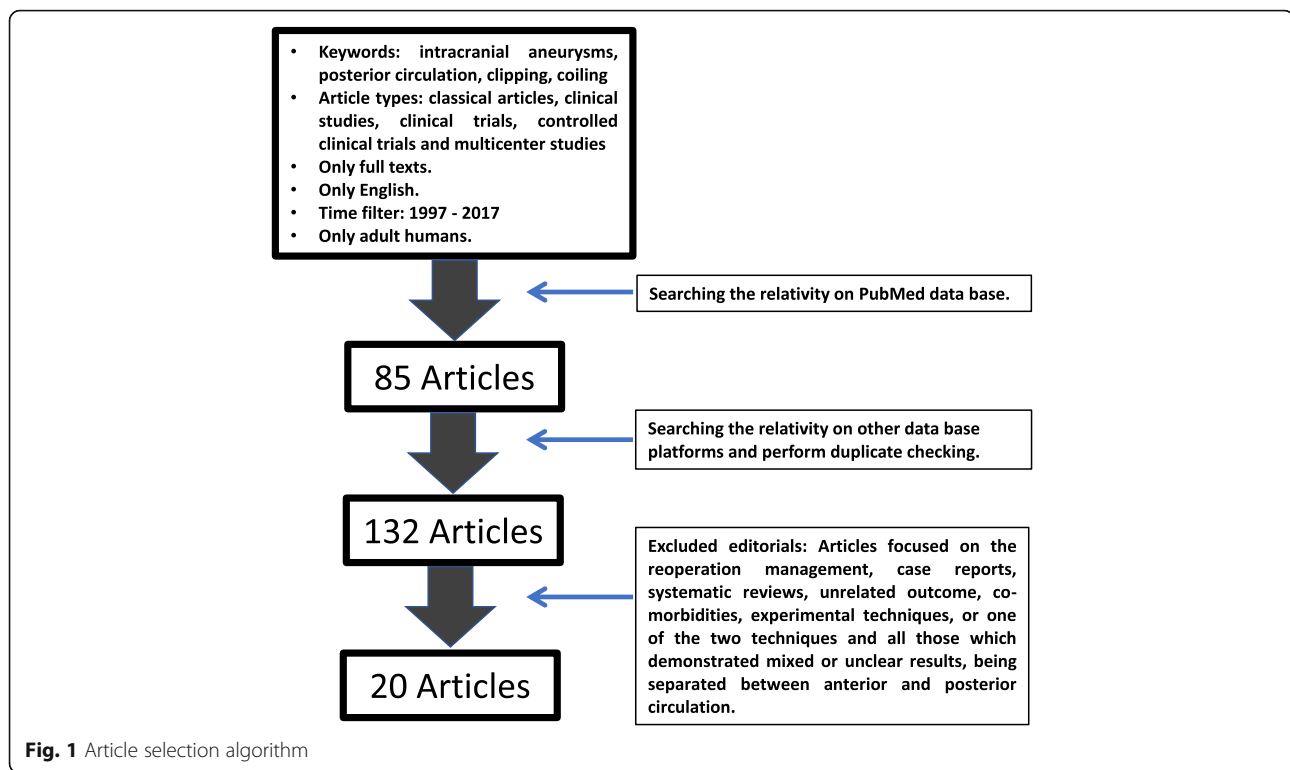 • Keywords: intracranial aneurysms,
posterior circulation, clipping, coiling
• Article types: classical articles, clinical
studies, clinical trials, controlled
clinical trials and multicenter studies
• Only full texts.
• Only English.
• Time filter: 1997 - 2017
• Only adult humans.
Searching the relativity on PubMed data base.
85 Articles
Searching the relativity on other data base
platforms and perform duplicate checking.
132 Articles
Excluded editorials: Articles focused on the
reoperation management, case reports,
systematic reviews, unrelated outcome, co-
morbidities, experimental techniques, or one
of the two techniques and all those which
demonstrated mixed or unclear results, being
separated between anterior and posterior
circulation.
20 Articles
Fig. 1 Article selection algorithm